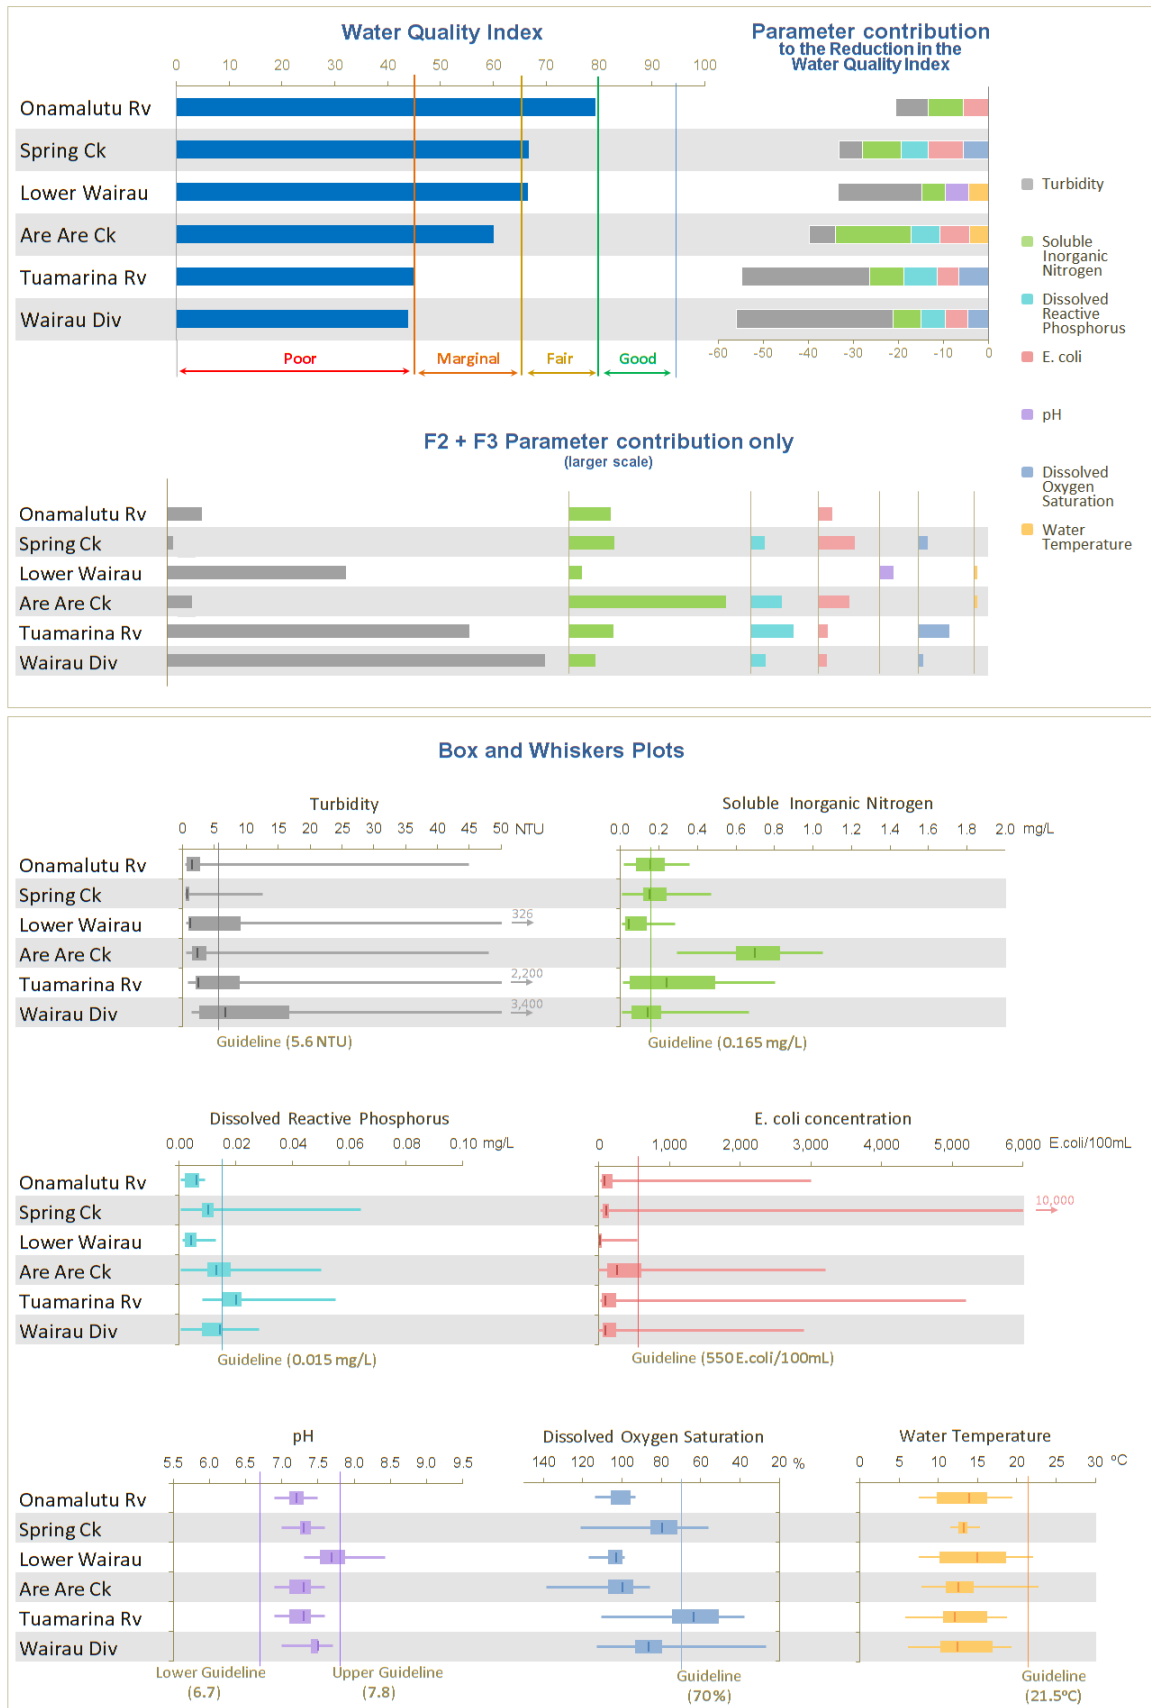 Water Quality Index
Parameter contribution
to the Reduction in the
Water Quality Index
0 10 20 30 40 50 60 70 80 90 100
Onamalutu Rv
Spring Ck
Lower Wairau
Are Are Ck
Tuamarina Rv
Wairau Div
Poor
Marginal
Fair
Good
-60 -50 -40 -30 -20 -10 0
Turbidity
Soluble
Inorganic
Nitrogen
Dissolved
Reactive
Phosphorus
E. coli
pH
Dissolved
Oxygen
Saturation
Water
Temperature
F2 + F3 Parameter contribution only
(larger scale)
Onamalutu Rv
Spring Ck
Lower Wairau
Are Are Ck
Tuamarina Rv
Wairau Div
Box and Whiskers Plots
Turbidity
0 5 10 15 20 25 30 35 40 45 50 NTU
Soluble Inorganic Nitrogen
0.0 0.2 0.4 0.6 0.8 1.0 1.2 1.4 1.6 1.8 2.0 mg/L
Onamalutu Rv
Spring Ck
Lower Wairau
326
Are Are Ck
Tuamarina Rv
2,200
Wairau Div
3,400
Guideline (5.6 NTU)
Guideline (0.165 mg/L)
Dissolved Reactive Phosphorus
0.00 0.02 0.04 0.06 0.08 0.10 mg/L
E. coli concentration
0 1,000 2,000 3,000 4,000 5,000 6,000 E.coli/100mL
Onamalutu Rv
Spring Ck
10,000
Lower Wairau
Are Are Ck
Tuamarina Rv
Wairau Div
Guideline (0.015 mg/L)
Guideline (550 E.coli/100mL)
pH
5.5 6.0 6.5 7.0 7.5 8.0 8.5 9.0 9.5
Dissolved Oxygen Saturation
140 120 100 80 60 40 20 %
Water Temperature
0 5 10 15 20 25 30 ºC
Onamalutu Rv
Spring Ck
Lower Wairau
Are Are Ck
Tuamarina Rv
Wairau Div
Lower Guideline
(6.7)
Upper Guideline
(7.8)
Guideline
(70%)
Guideline
(21.5ºC)